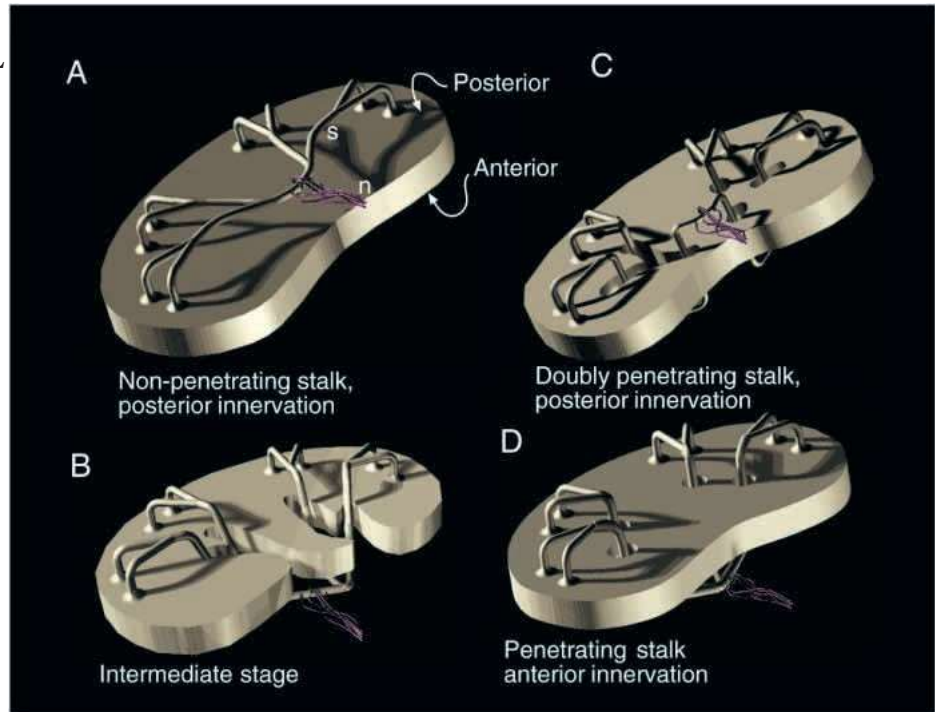 A
Posterior
s
Anterior
n
Non-penetrating stalk,
posterior innervation
C
Doubly penetrating stalk,
posterior innervation
B
Intermediate stage
D
Penetrating stalk
anterior innervation